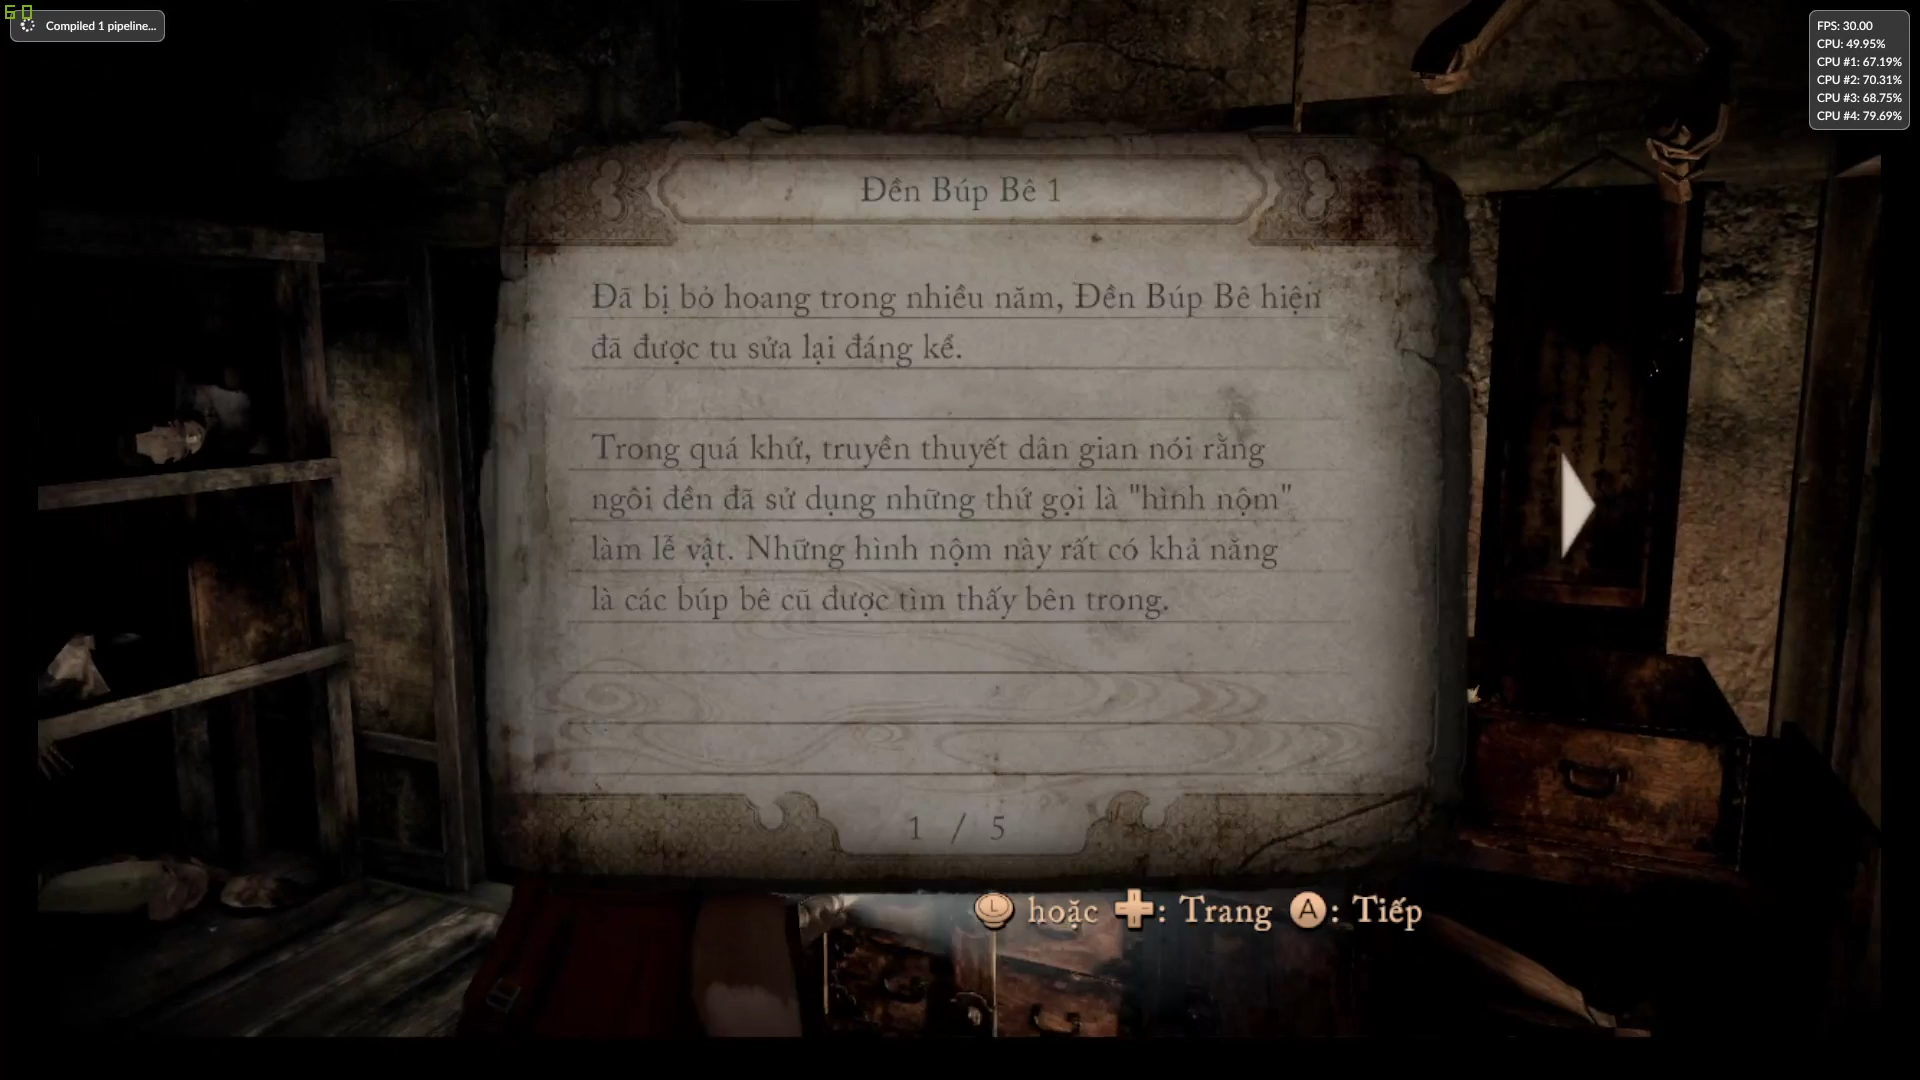 60
Compiled 1 pipeline...
FPS: 30.00
CPU: 49.95%
CPU #1: 67.19%
CPU #2: 70.31%
CPU #3: 68.75%
CPU #4: 79.69%
Đền Búp Bê 1
Đã bị bỏ hoang trong nhiều năm, Đền Búp Bê hiện
đã được tu sửa lại đáng kể.
Trong quá khứ, truyền thuyết dân gian nói rằng
ngôi đền đã sử dụng những thứ gọi là "hình nộm"
làm lễ vật. Những hình nộm này rất có khả năng
là các búp bê cũ được tìm thấy bên trong.
1 / 5
L hoặc : Trang A: Tiếp